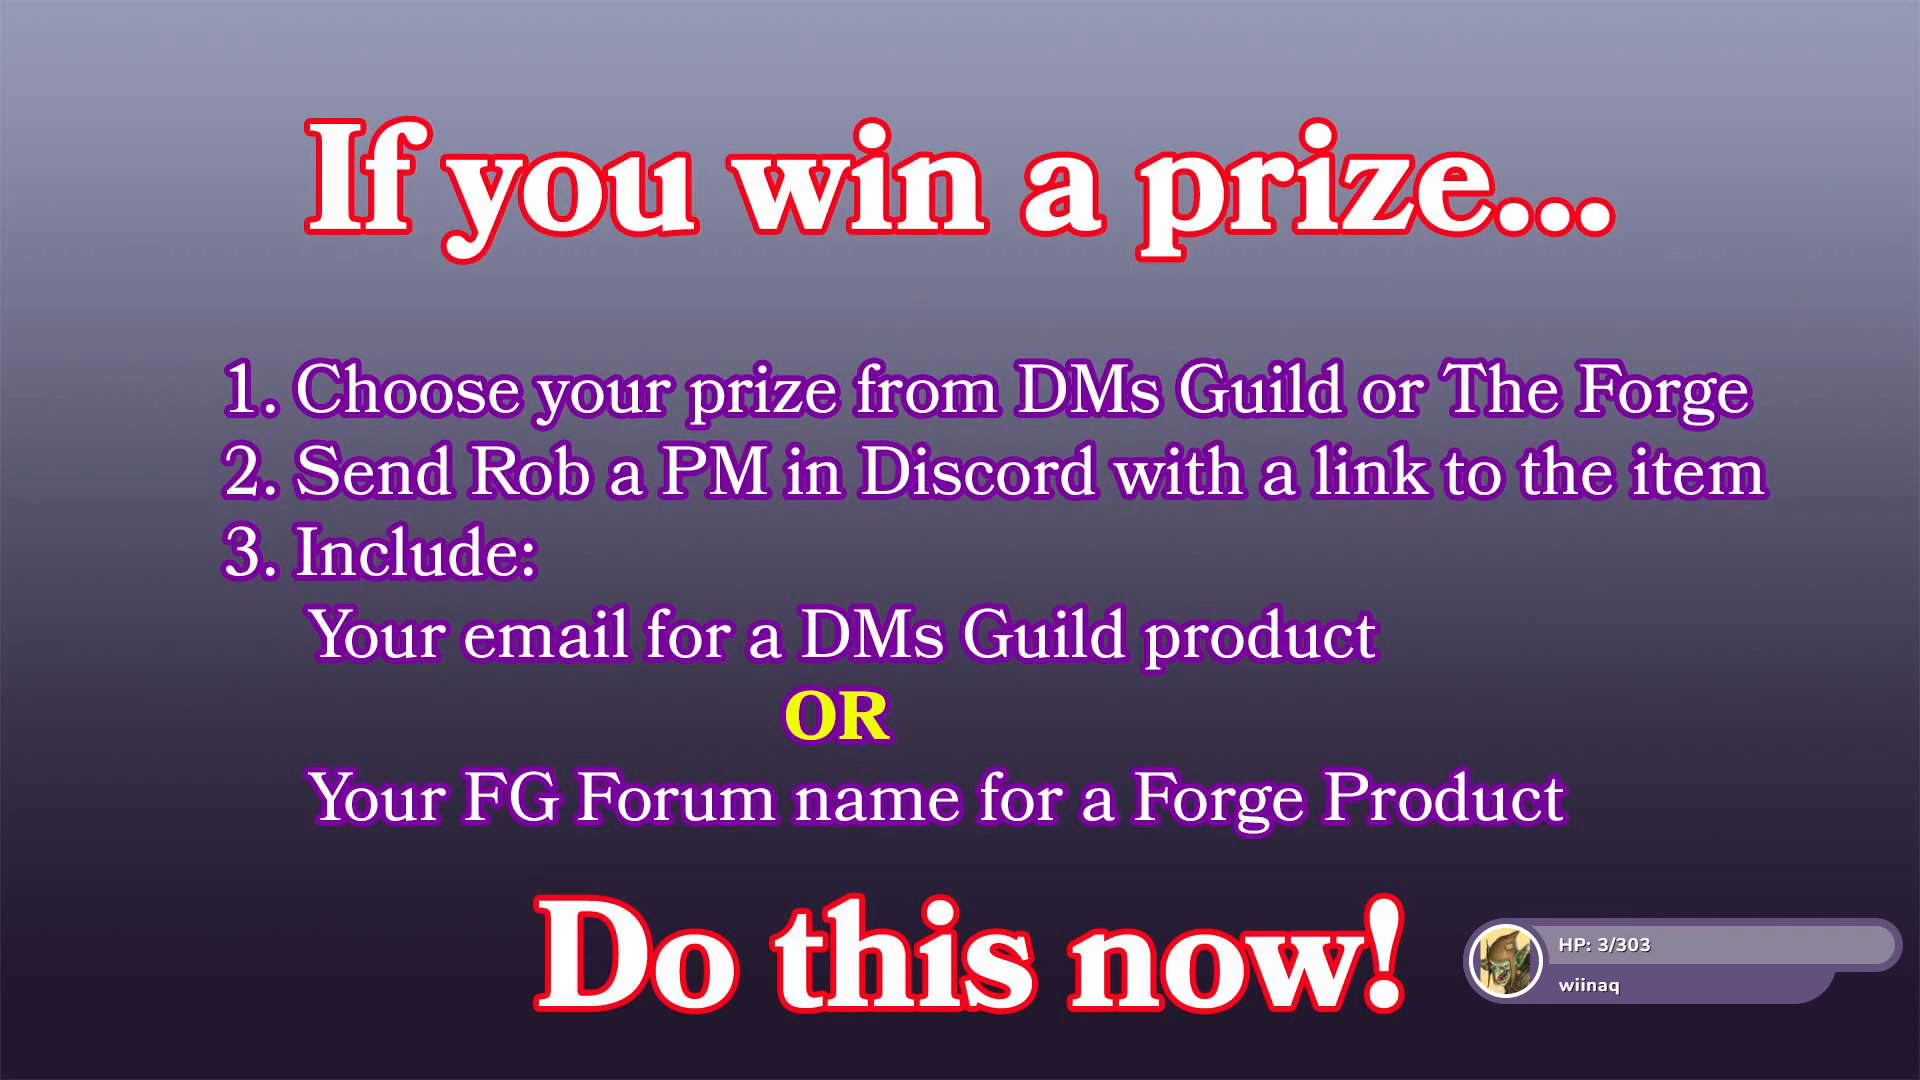 If you win a prize...
1. Choose your prize from DMs Guild or The Forge
2. Send Rob a PM in Discord with a link to the item
3. Include:
Your email for a DMs Guild product
OR
Your FG Forum name for a Forge Product
Do this now!
HP: 3/303
wiinaq